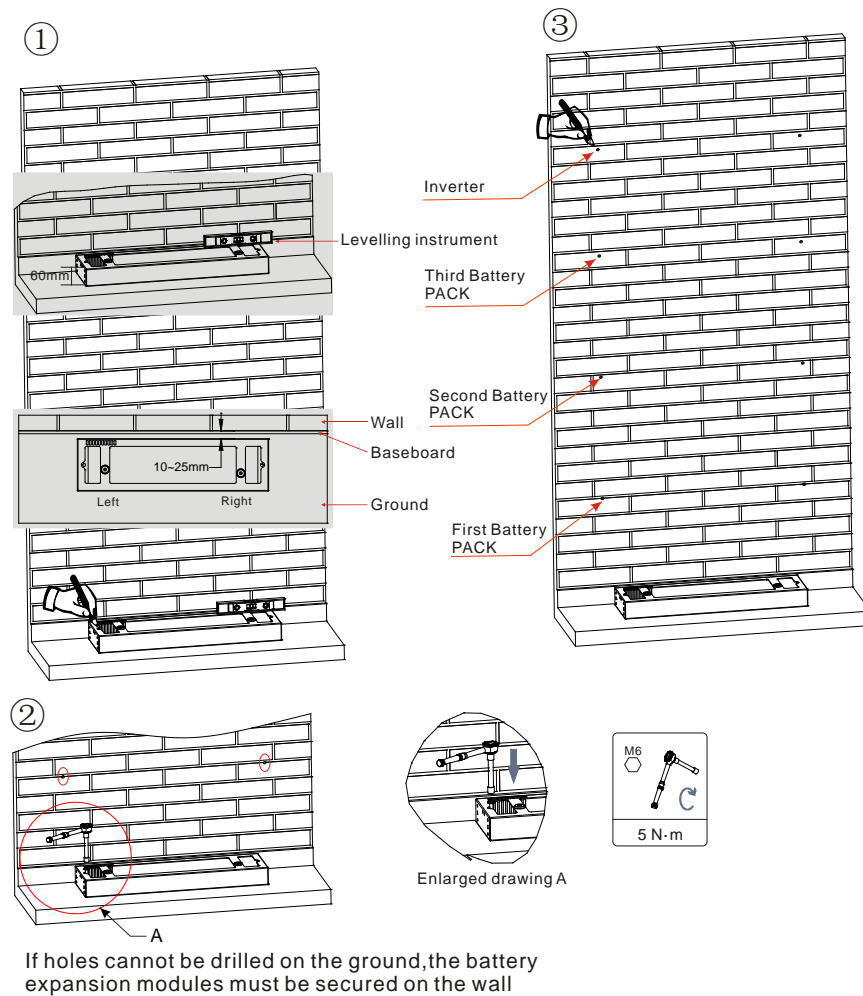 ①
Levelling instrument
60mm
Wall
Baseboard
10~25mm
Left
Right
Ground
③
Inverter
Third Battery
PACK
Second Battery
PACK
First Battery
PACK
②
A
Enlarged drawing A
M6
5 N·m
If holes cannot be drilled on the ground,the battery
expansion modules must be secured on the wall